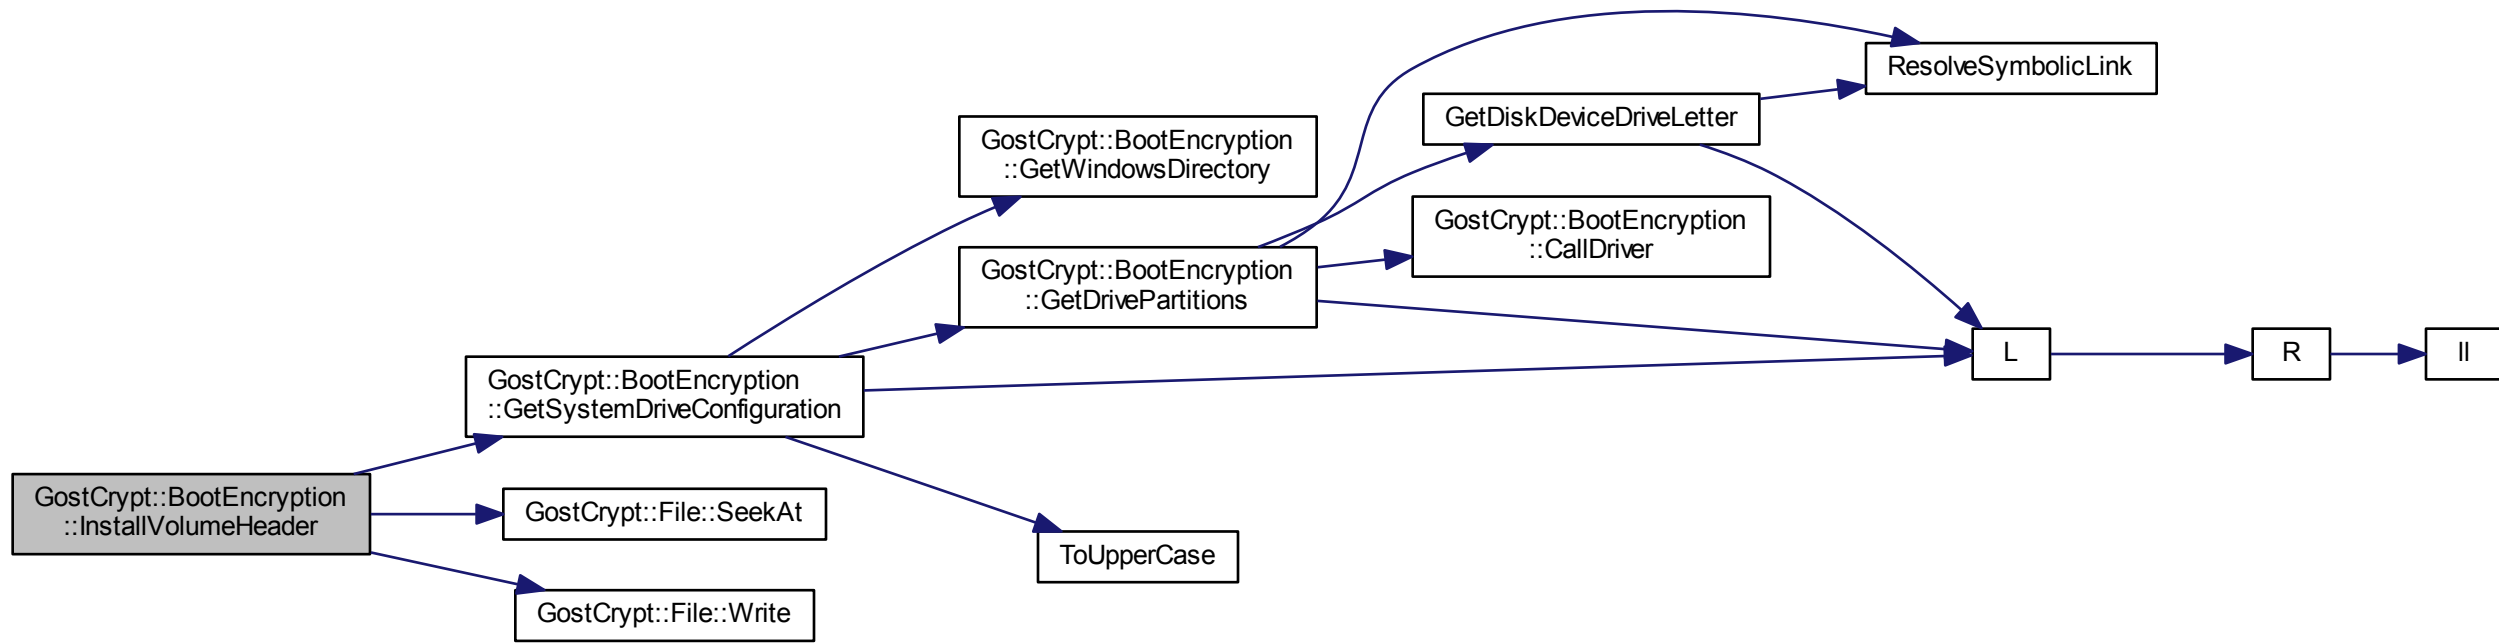 GostCrypt::BootEncryption
::InstallVolumeHeader
GostCrypt::BootEncryption
::GetSystemDriveConfiguration
GostCrypt::File::SeekAt
GostCrypt::File::Write
GostCrypt::BootEncryption
::GetWindowsDirectory
GostCrypt::BootEncryption
::GetDrivePartitions
ToUpperCase
GetDiskDeviceDriveLetter
GostCrypt::BootEncryption
::CallDriver
ResolveSymbolicLink
L
R
ll